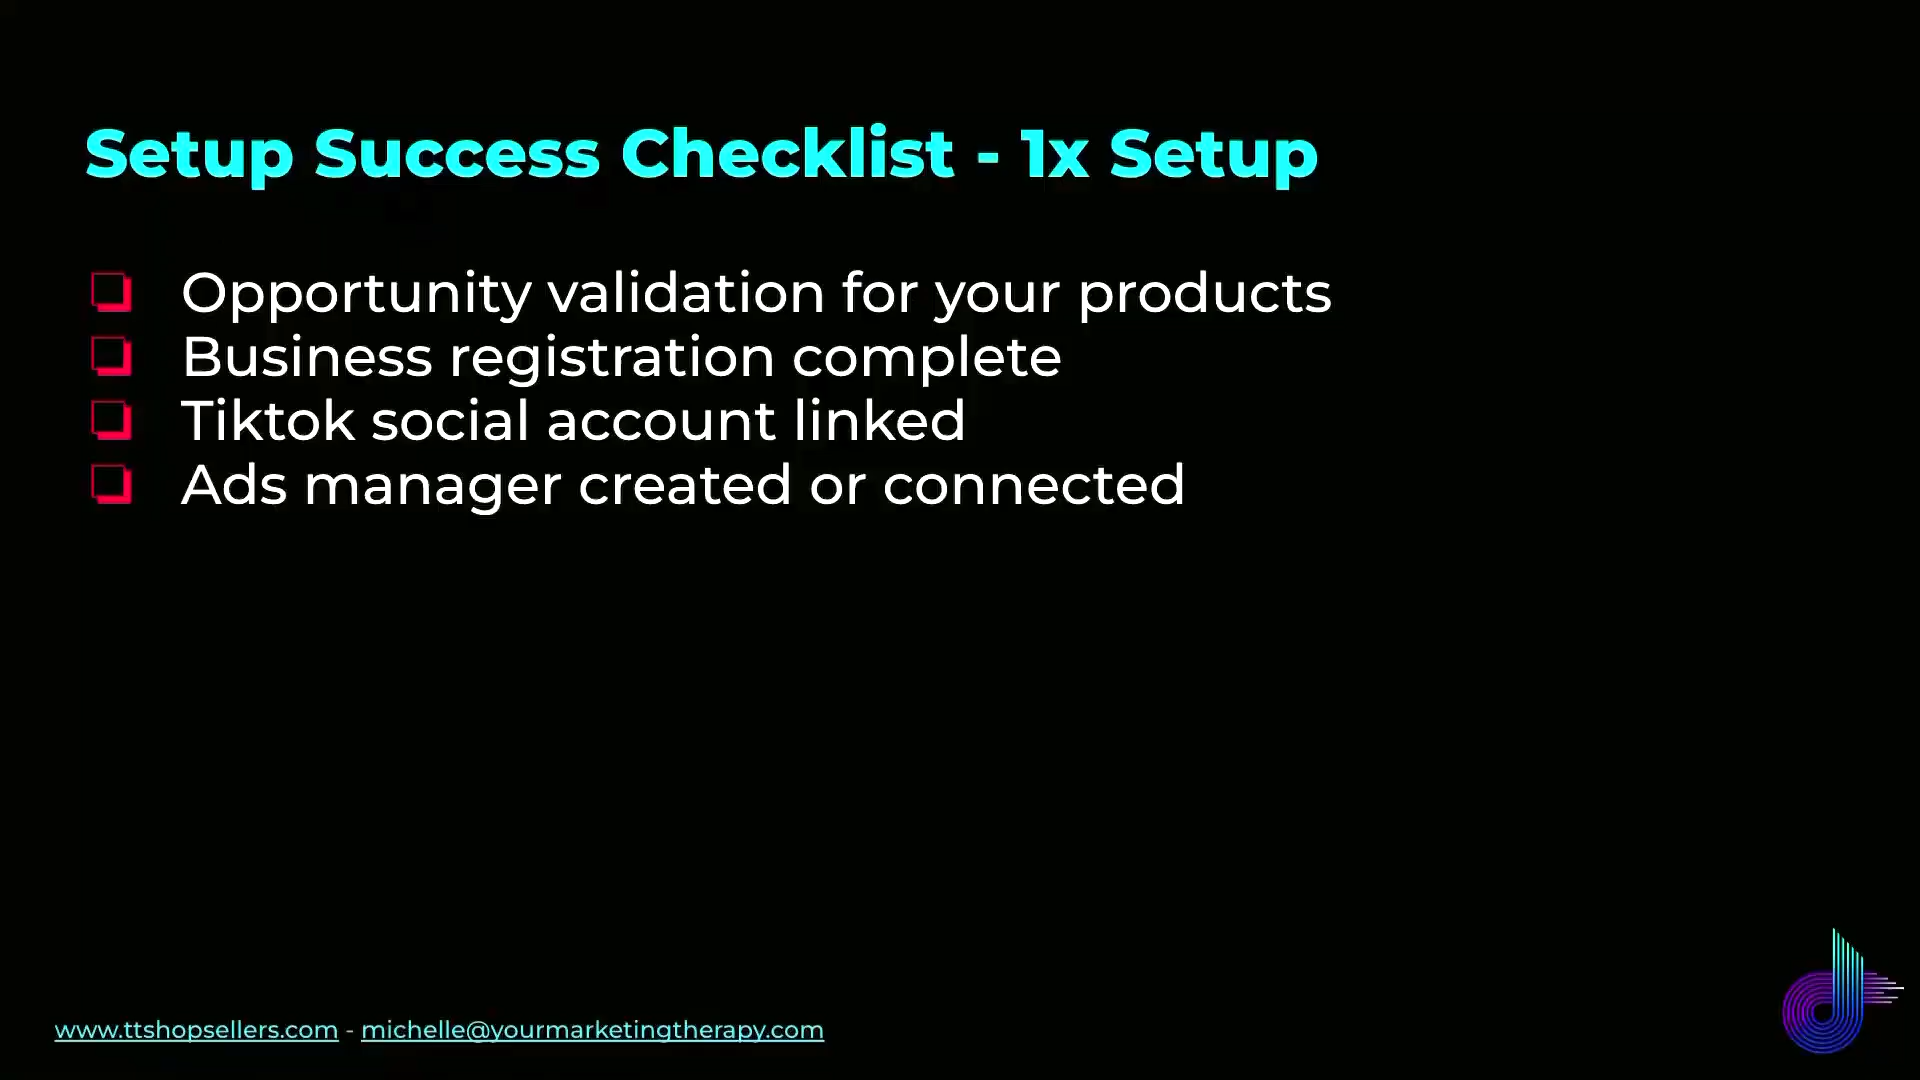 Setup Success Checklist - 1x Setup
Opportunity validation for your products
Business registration complete
Tiktok social account linked
Ads manager created or connected
www.ttshopsellers.com - michelle@yourmarketingtherapy.com